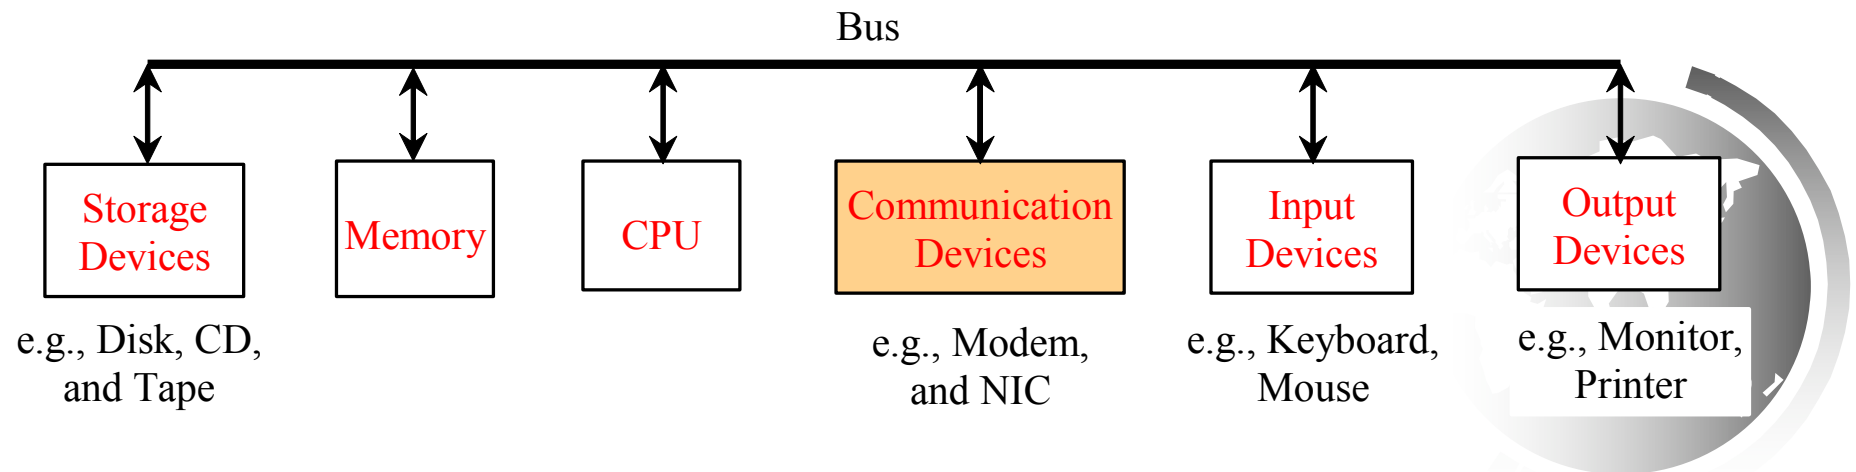 Bus
Storage
Devices
Memory
CPU
Communication
Devices
Input
Devices
Output
Devices
e.g., Disk, CD,
and Tape
e.g., Modem,
and NIC
e.g., Keyboard,
Mouse
e.g., Monitor,
Printer